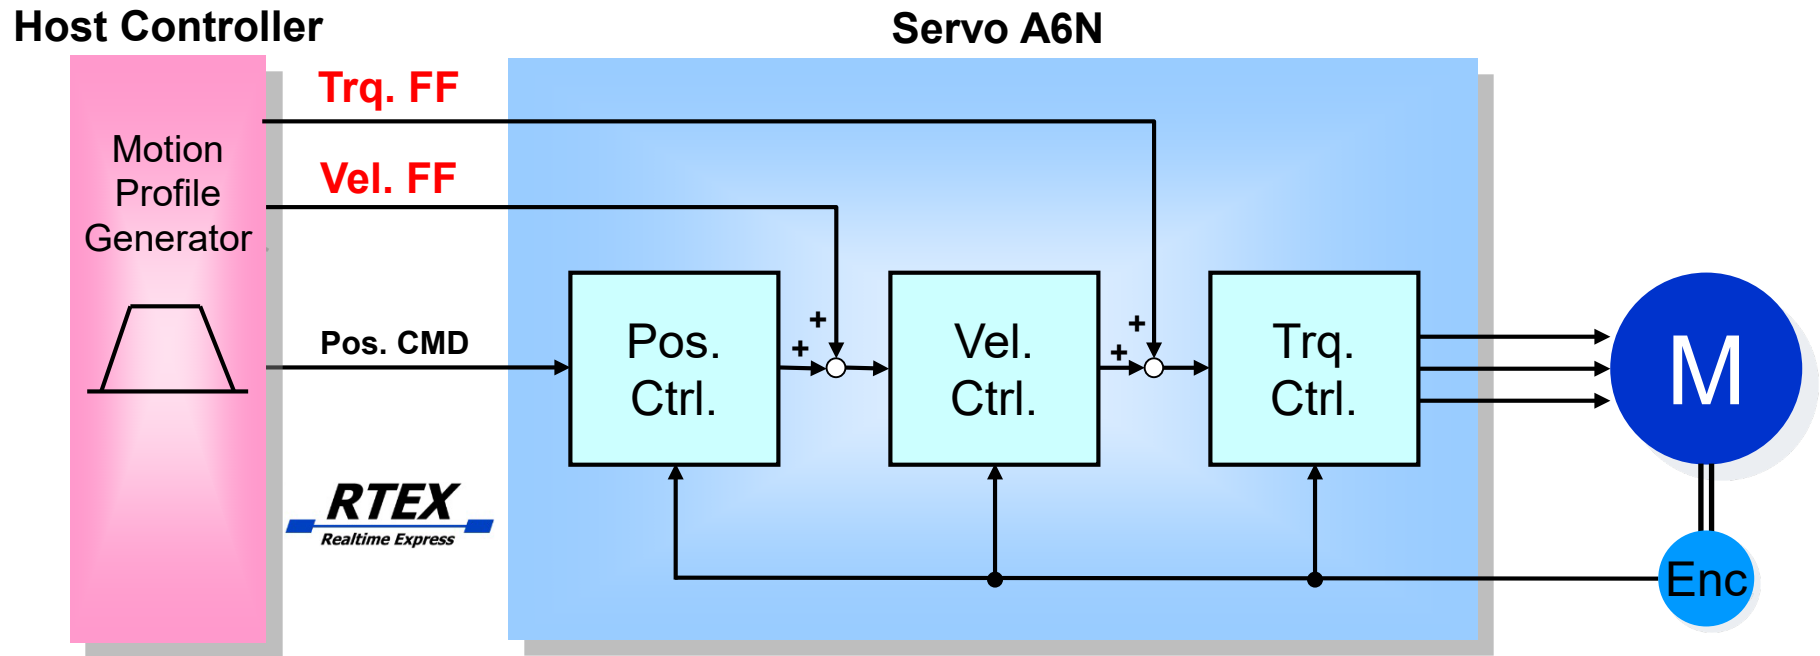 Host Controller
Servo A6N
Trq. FF
Motion
Profile
Generator
Vel. FF
Pos. CMD
+
+
+
+
Pos.
Ctrl.
Vel.
Ctrl.
Trq.
Ctrl.
M
RTEX
Realtime Express
Enc